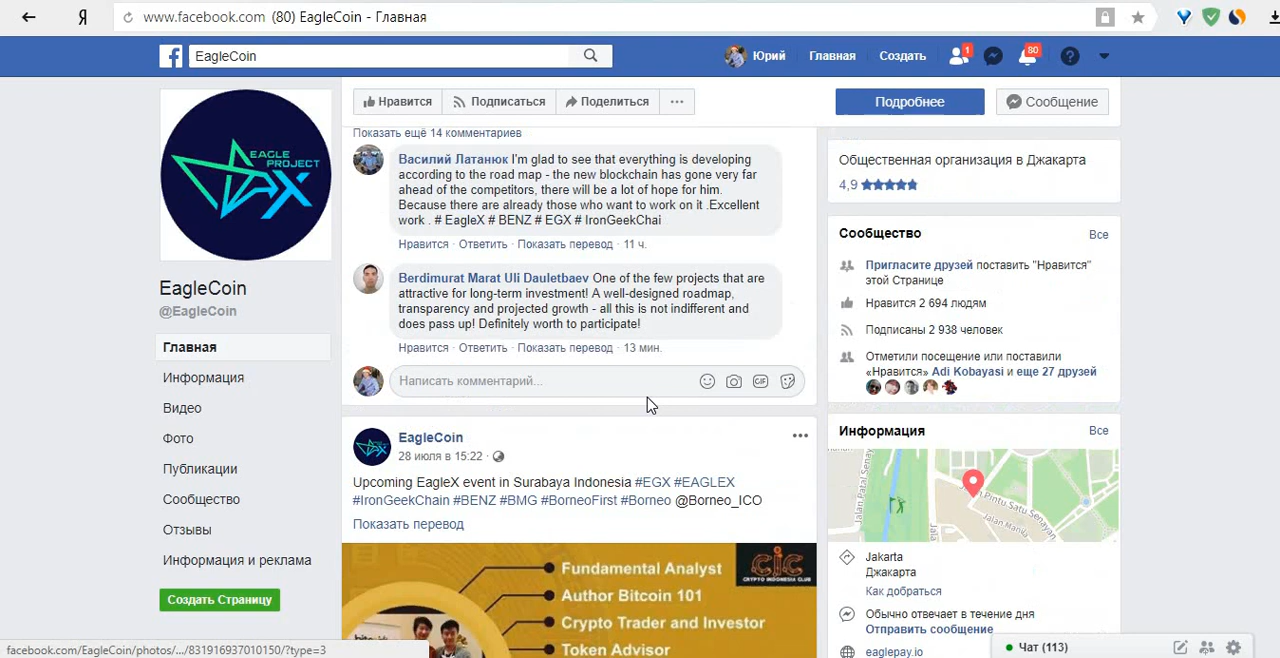 www.facebook.com (80) EagleCoin - Главная
EagleCoin
Юрий
Главная
Создать
1
80
EAGLE
PROJECT
EagleCoin
@EagleCoin
Главная
Информация
Видео
Фото
Публикации
Сообщество
Отзывы
Информация и реклама
Создать Страницу
Нравится
Подписаться
Поделиться
Подробнее
Сообщение
Показать ещё 14 комментариев
Василий Латанюк I'm glad to see that everything is developing
according to the road map - the new blockchain has gone very far
ahead of the competitors, there will be a lot of hope for him.
Because there are already those who want to work on it .Excellent
work . # EagleX # BENZ # EGX # IronGeekChai
Нравится · Ответить · Показать перевод · 11 ч.
Berdimurat Marat Uli Dauletbaev One of the few projects that are
attractive for long-term investment! A well-designed roadmap,
transparency and projected growth - all this is not indifferent and
does pass up! Definitely worth to participate!
Нравится · Ответить · Показать перевод · 13 мин.
Написать комментарий...
GIF
EagleCoin
28 июля в 15:22 ·
Upcoming EagleX event in Surabaya Indonesia #EGX #EAGLEX
#IronGeekChain #BENZ #BMG #BorneoFirst #Borneo @Borneo_ICO
Показать перевод
Fundamental Analyst
Author Bitcoin 101
Crypto Trader and Investor
Token Advisor
cic
CRYPTO INDONESIA CLUB
Общественная организация в Джакарта
4,9
Сообщество
Все
Пригласите друзей поставить "Нравится"
этой Странице
Нравится 2 694 людям
Подписаны 2 938 человек
Отметили посещение или поставили
«Нравится» Adi Kobayasi и еще 27 друзей
Информация
Все
Jalan Pintu Satu Senayan
Jalan Manila
Jakarta
Джакарта
Как добраться
Обычно отвечает в течение дня
Отправить сообщение
eaglepay.io
Чат (113)
facebook.com/EagleCoin/photos/.../831916937010150/?type=3